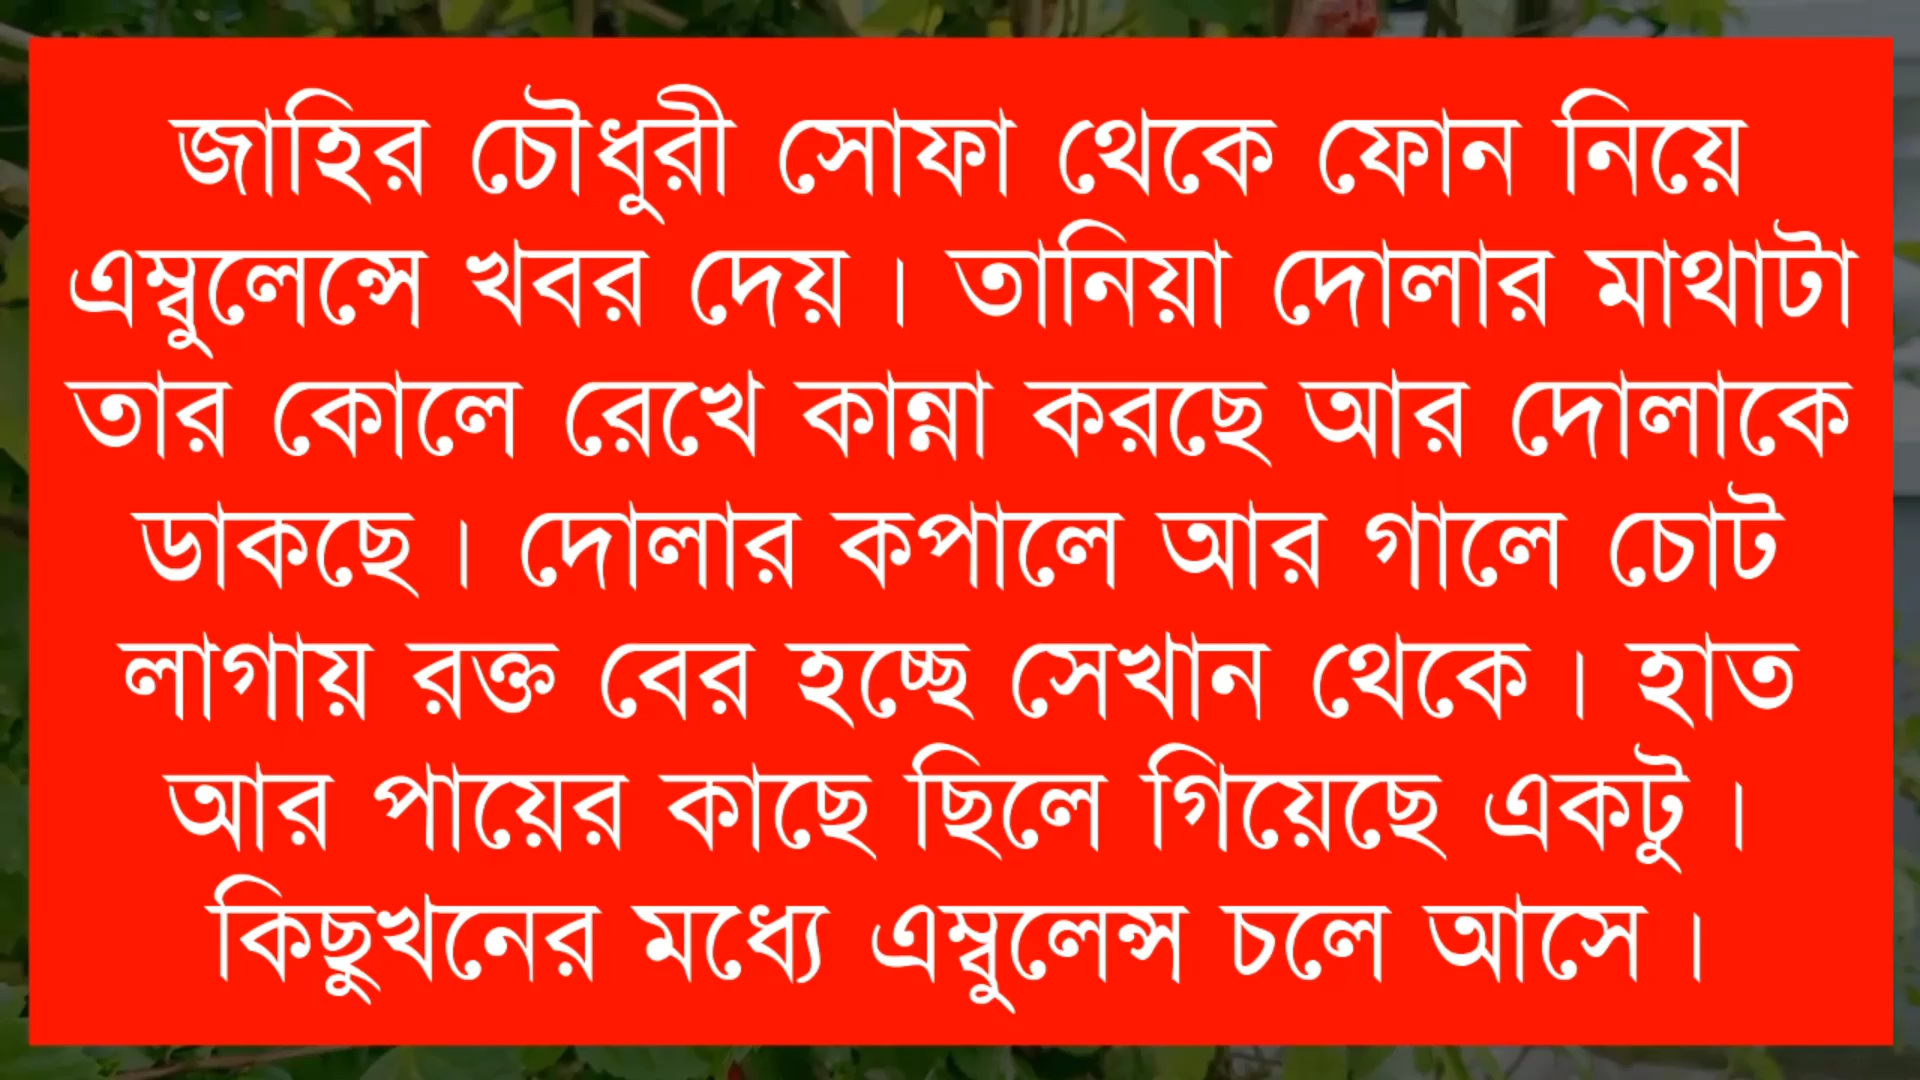 জাহির চৌধুরী সোফা থেকে ফোন নিয়ে
এম্বুলেন্সে খবর দেয়। তানিয়া দোলার মাথাটা
তার কোলে রেখে কান্না করছে আর দোলাকে
ডাকছে। দোলার কপালে আর গালে চোট
লাগায় রক্ত বের হচ্ছে সেখান থেকে। হাত
আর পায়ের কাছে ছিলে গিয়েছে একটু।
কিছুখনের মধ্যে এম্বুলেন্স চলে আসে।